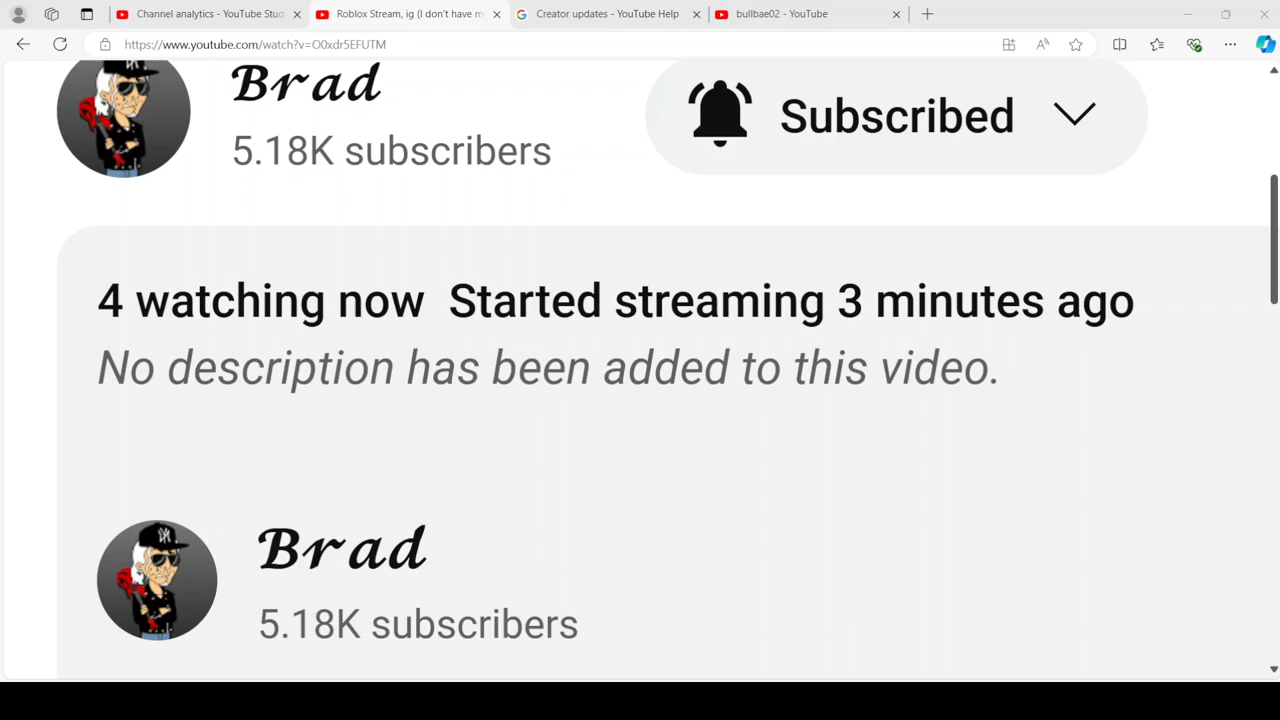 Channel analytics - YouTube Stud
Roblox Stream, ig (I don't have m
Creator updates - YouTube Help
bullbae02 - YouTube
https://www.youtube.com/watch?v=O0xdr5EFUTM
Brad
5.18K subscribers
Subscribed
4 watching now Started streaming 3 minutes ago
No description has been added to this video.
Brad
5.18K subscribers